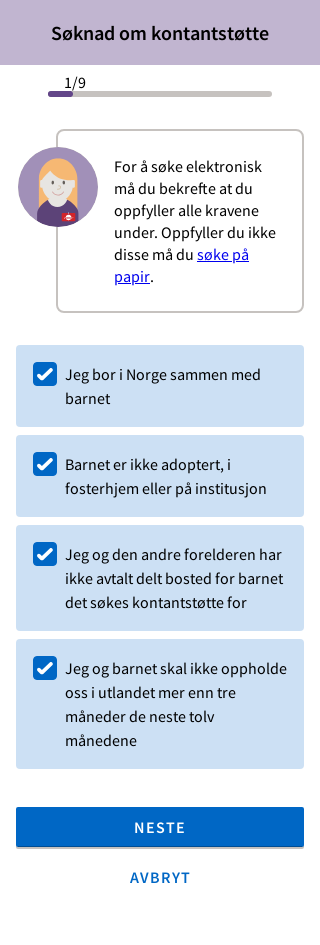 Søknad om kontantstøtte
1/9
For å søke elektronisk
må du bekrefte at du
oppfyller alle kravene
under. Oppfyller du ikke
disse må du søke på
papir.
Jeg bor i Norge sammen med
barnet
Barnet er ikke adoptert, i
fosterhjem eller på institusjon
Jeg og den andre forelderen har
ikke avtalt delt bosted for barnet
det søkes kontantstøtte for
Jeg og barnet skal ikke oppholde
oss i utlandet mer enn tre
måneder de neste tolv
månedene
NESTE
AVBRYT